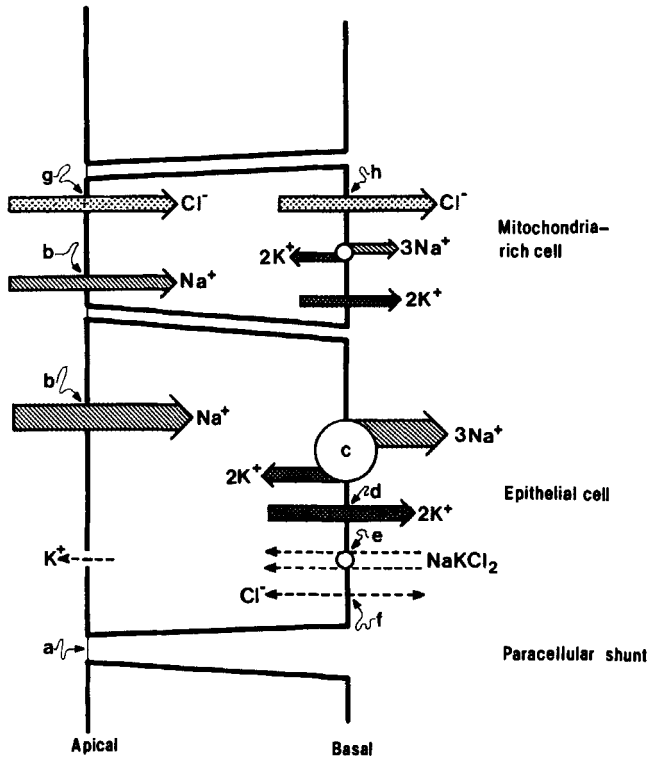 g
h
Cl⁻
Cl⁻
Mitochondria–
rich cell
b
2K⁺
3Na⁺
Na⁺
2K⁺
b
Na⁺
c
3Na⁺
2K⁺
d
Epithelial cell
2K⁺
e
K⁺
NaKCl₂
Cl⁻
f
a
Paracellular shunt
Apical
Basal